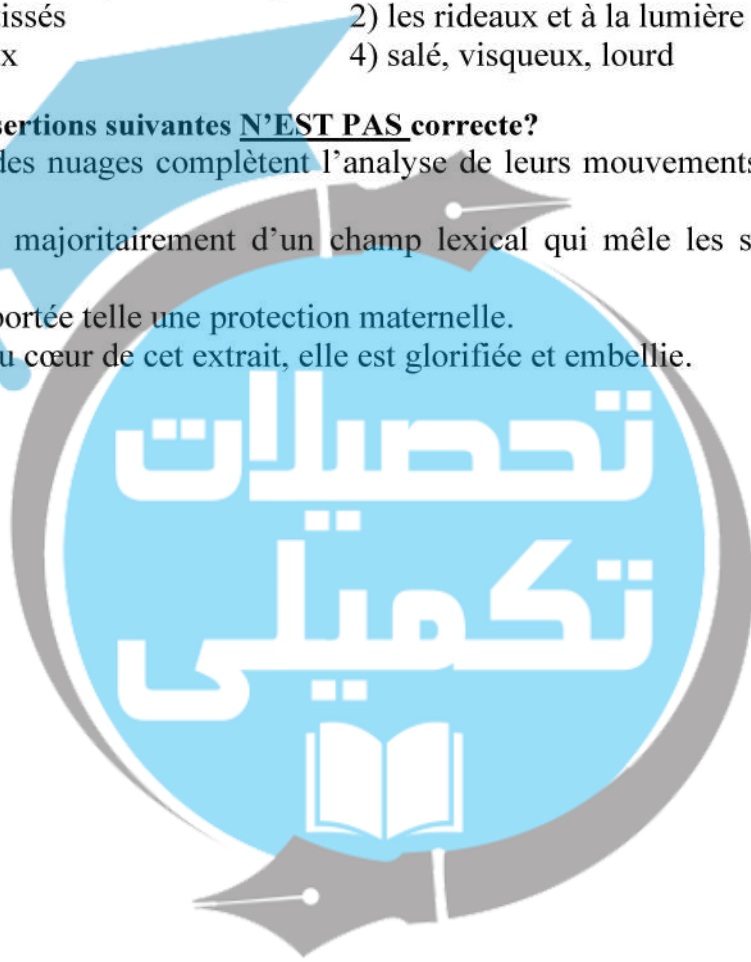 issés 2) les rideaux et à la lumière
x 4) salé, visqueux, lourd
sertions suivantes N'EST PAS correcte?
des nuages complètent l'analyse de leurs mouvements
majoritairement d'un champ lexical qui mêle les s
portée telle une protection maternelle.
u cœur de cet extrait, elle est glorifiée et embellie.
تحصیلات
تکمیلی